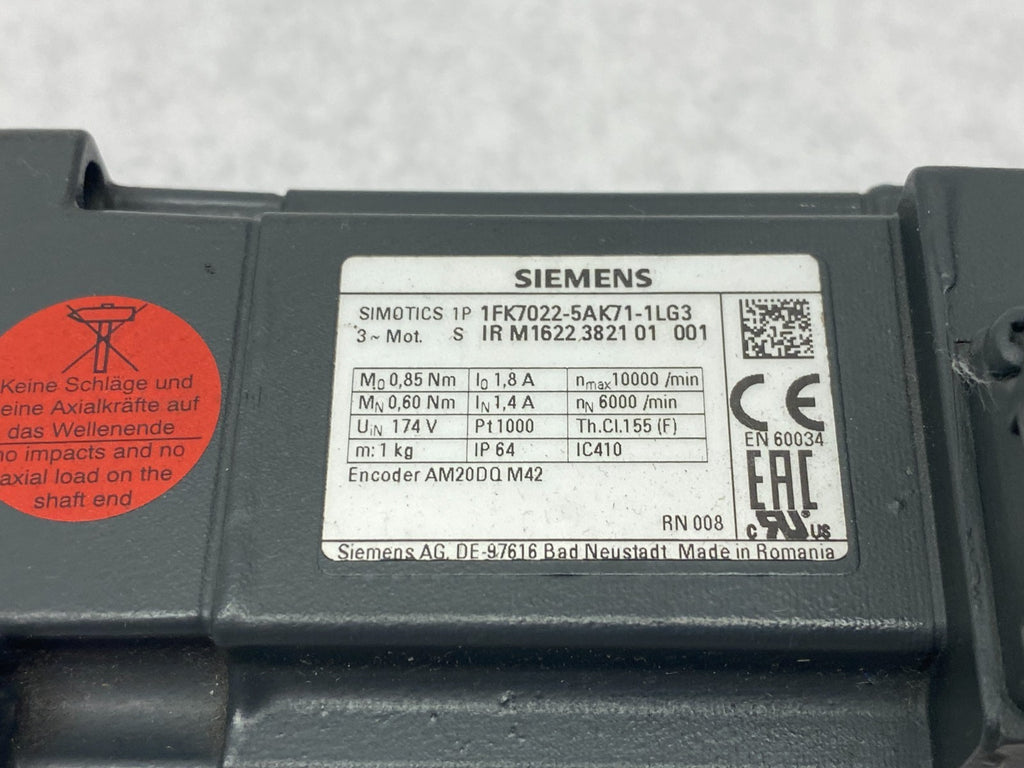 SIEMENS
SIMOTICS 1P 1FK7022-5AK71-1LG3
3~Mot. S IR M1622 3821 01 001
M0 0,85 Nm I0 1,8 A nmax10000 /min
MN 0,60 Nm IN 1,4 A nN 6000 /min
UiN 174 V Pt1000 Th.Cl.155 (F)
m: 1 kg IP 64 IC410
Encoder AM20DQ M42
CE
EN 60034
EAC
RN 008
c RU® US
Siemens AG, DE-97616 Bad Neustadt Made in Romania
Keine Schläge und
eine Axialkräfte auf
das Wellenende
no impacts and no
axial load on the
shaft end